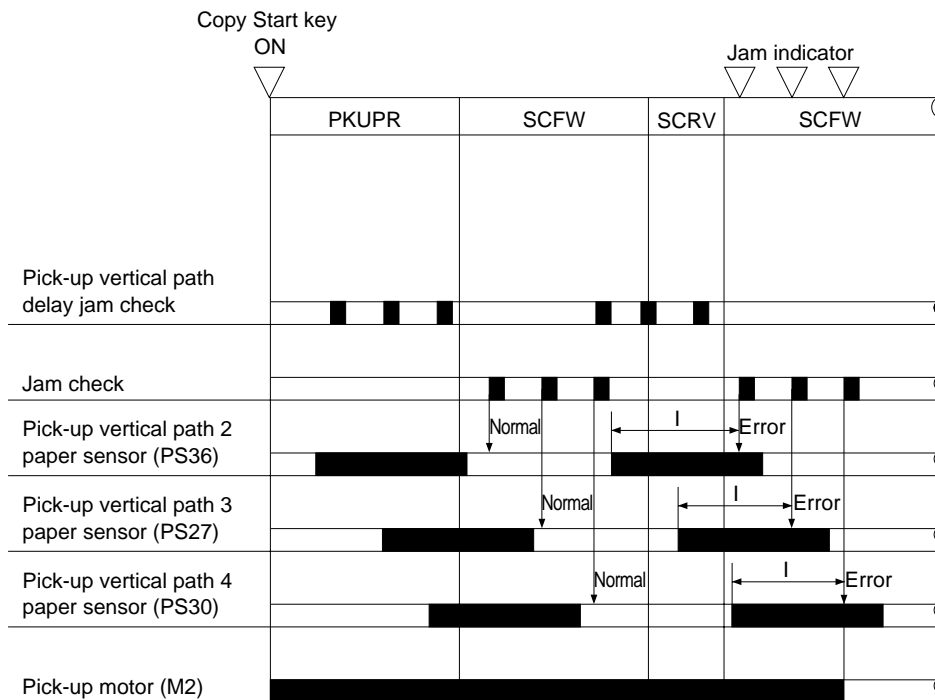 Copy Start key
ON
Jam indicator
PKUPR
SCFW
SCRV
SCFW
Pick-up vertical path
delay jam check
Jam check
Pick-up vertical path 2
paper sensor (PS36)
Normal
I
Error
Pick-up vertical path 3
paper sensor (PS27)
Normal
I
Error
Pick-up vertical path 4
paper sensor (PS30)
Normal
I
Error
Pick-up motor (M2)